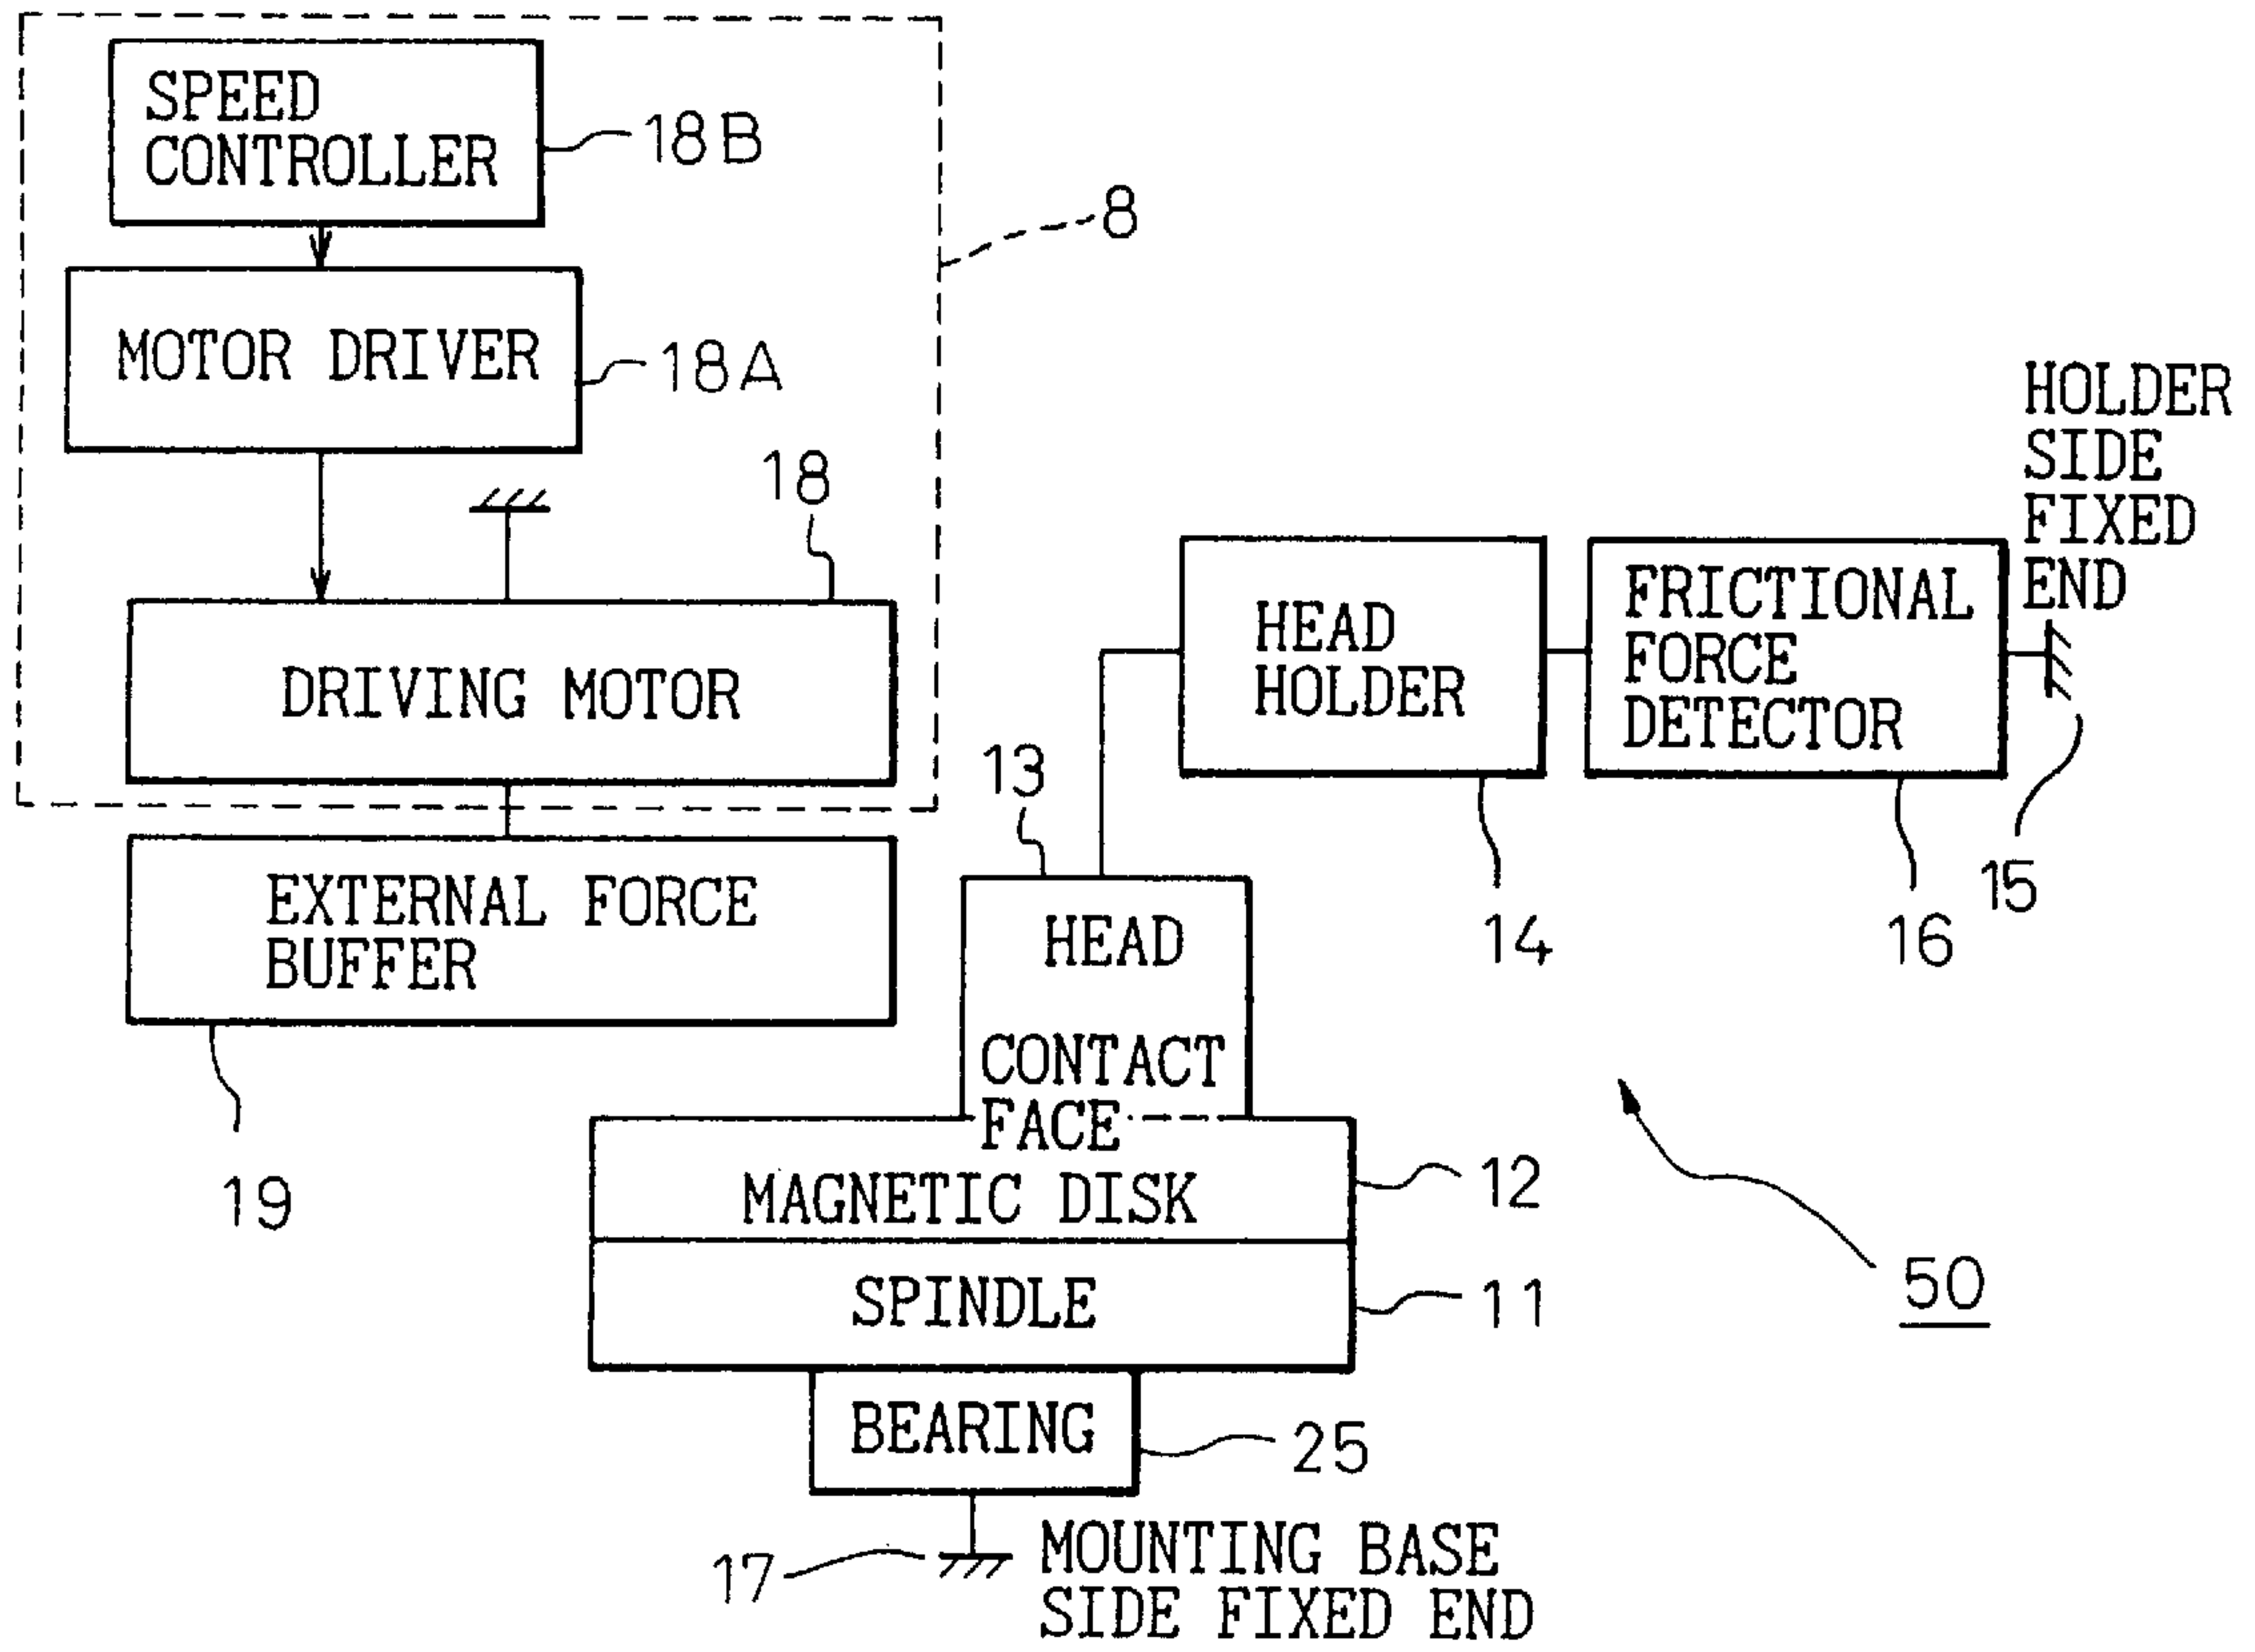 SPEED
CONTROLLER
18B
8
MOTOR DRIVER
18A
18
DRIVING MOTOR
HOLDER
SIDE
FIXED
END
HEAD
HOLDER
FRICTIONAL
FORCE
DETECTOR
13
15
14
16
EXTERNAL FORCE
BUFFER
19
HEAD
CONTACT
FACE
MAGNETIC DISK
12
SPINDLE
11
50
BEARING
25
17
MOUNTING BASE
SIDE FIXED END